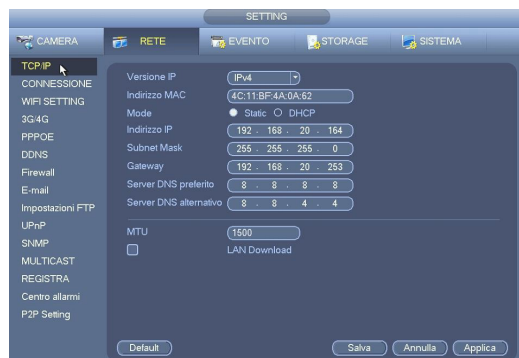 SETTING
CAMERA RETE EVENTO STORAGE SISTEMA
TCP/IP
CONNESSIONE
WIFI SETTING
3G/4G
PPPOE
DDNS
Firewall
E-mail
Impostazioni FTP
UPnP
SNMP
MULTICAST
REGISTRA
Centro allarmi
P2P Setting
Versione IP IPv4
Indirizzo MAC 4C:11:BF:4A:0A:62
Mode Static DHCP
Indirizzo IP 192 . 168 . 20 . 164
Subnet Mask 255 . 255 . 255 . 0
Gateway 192 . 168 . 20 . 253
Server DNS preferito 8 . 8 . 8 . 8
Server DNS alternativo 8 . 8 . 4 . 4
MTU 1500
LAN Download
Default Salva Annulla Applica